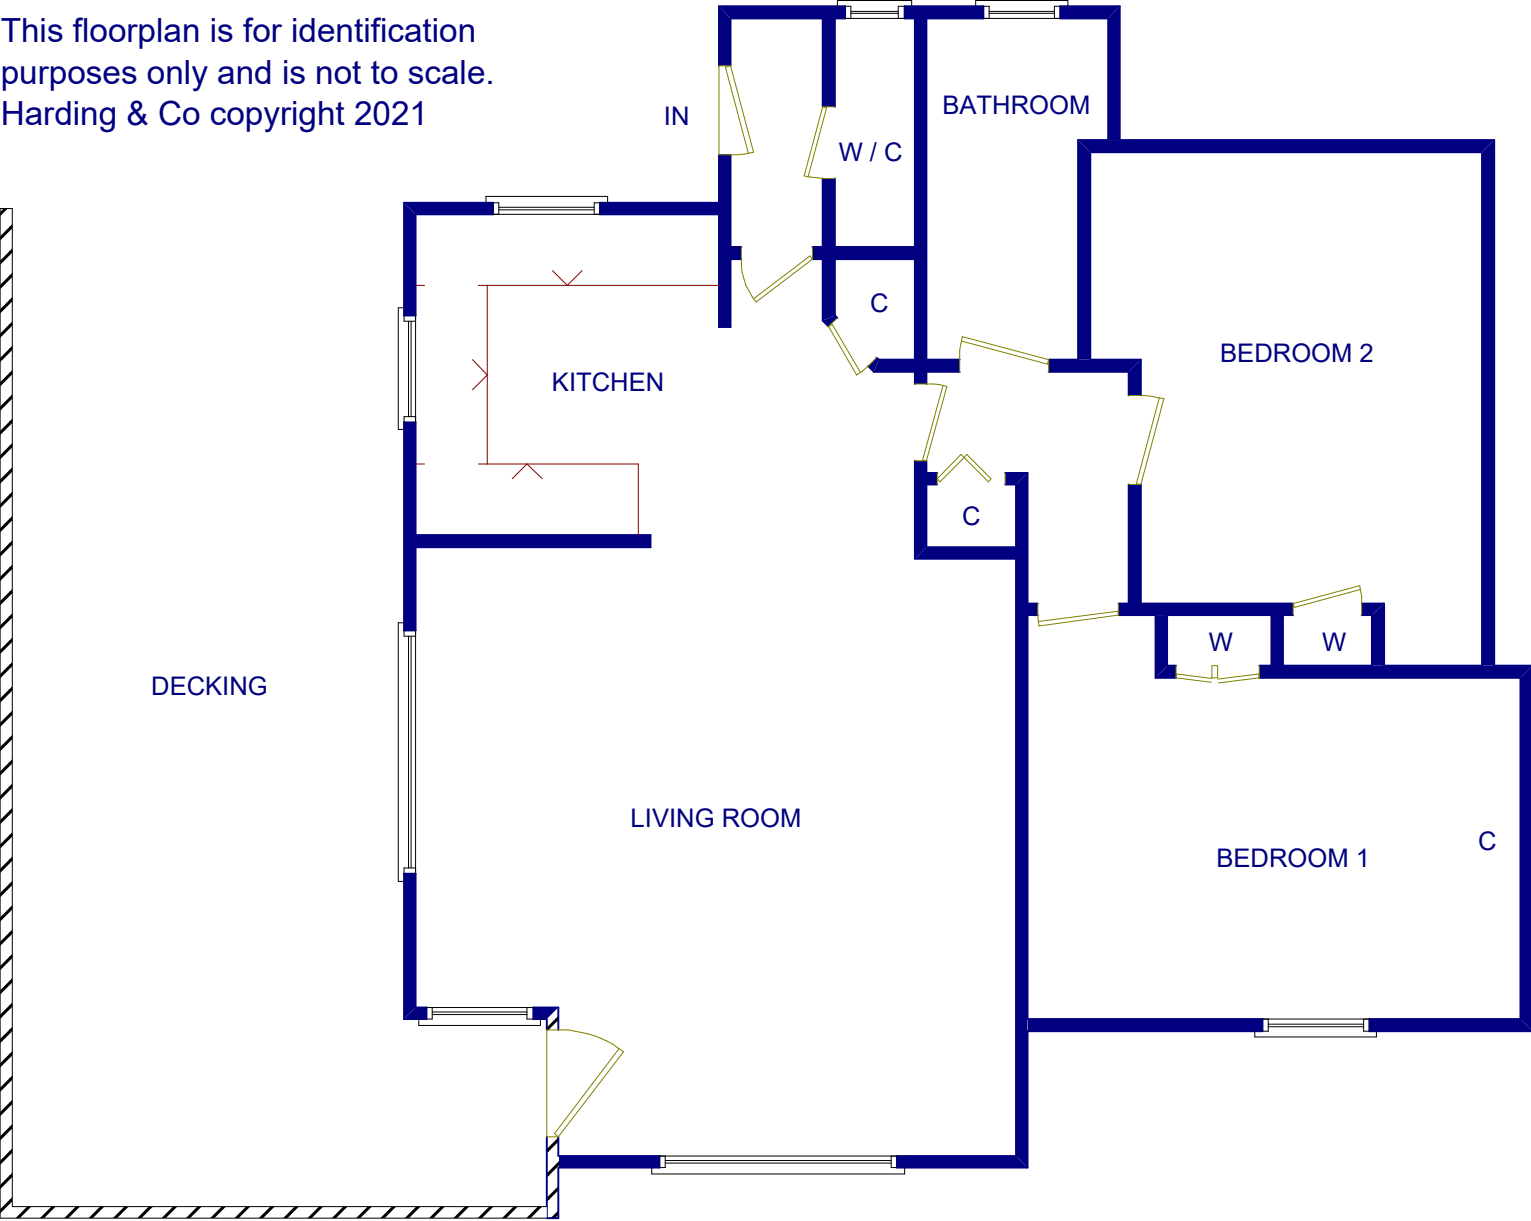 This floorplan is for identification
purposes only and is not to scale.
Harding & Co copyright 2021
IN
BATHROOM
W / C
C
BEDROOM 2
KITCHEN
C
W
W
DECKING
LIVING ROOM
C
BEDROOM 1